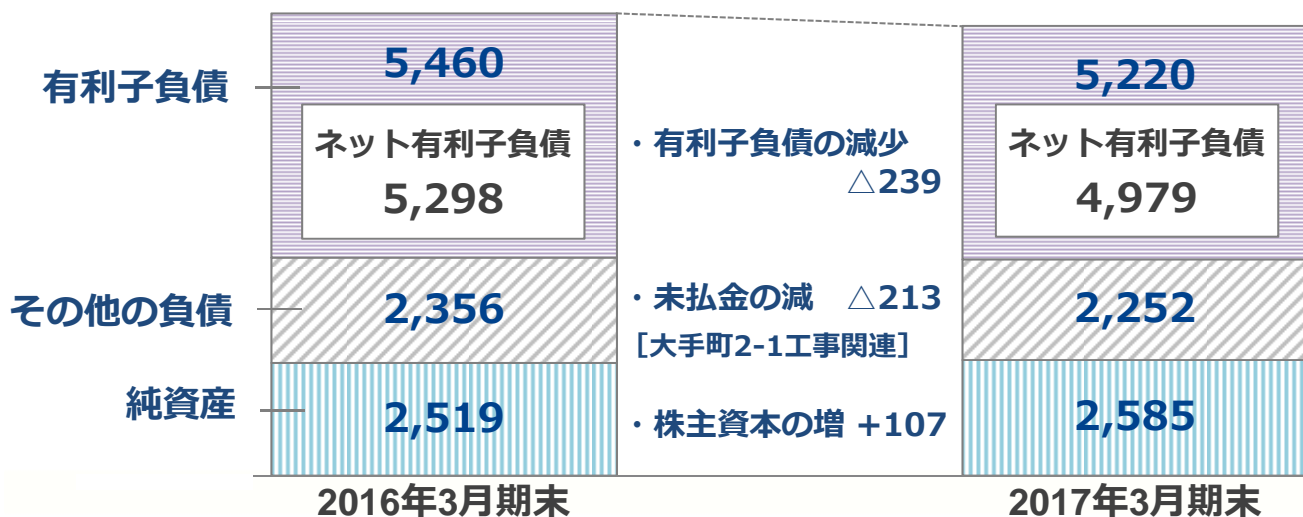 有利子負債
5,460
ネット有利子負債
5,298
・有利子負債の減少
△239
5,220
ネット有利子負債
4,979
その他の負債
2,356
・未払金の減　△213
［大手町2-1工事関連］
2,252
純資産
2,519
・株主資本の増 +107
2,585
2016年3月期末
2017年3月期末